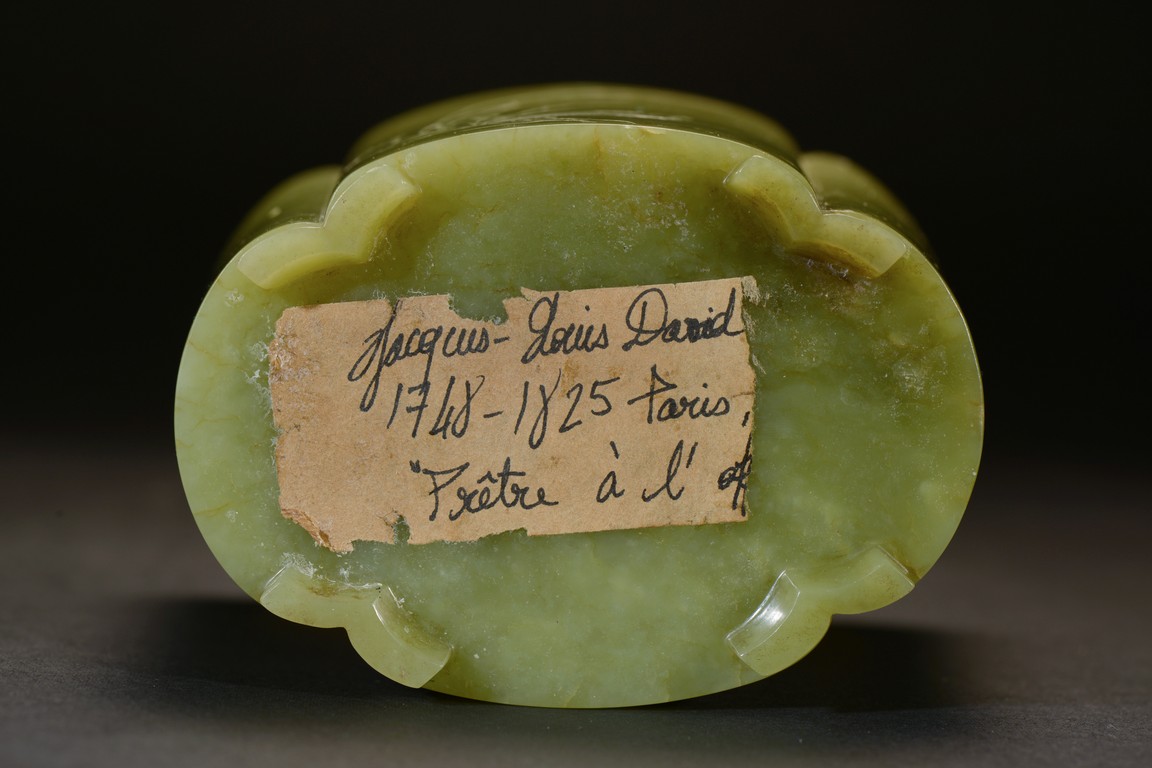 Jacques-Louis David
1748-1825 Paris,
"Prêtre à l'